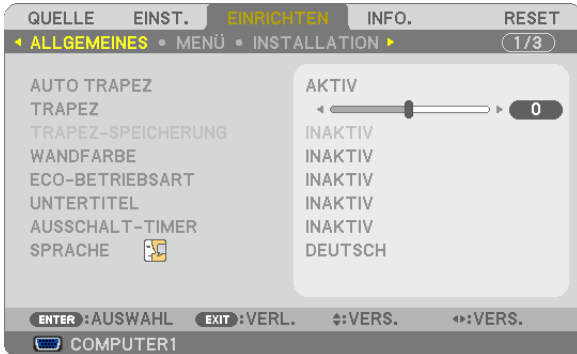 QUELLE EINST. EINRICHTEN INFO. RESET
ALLGEMEINES • MENÜ • INSTALLATION 1/3
AUTO TRAPEZ AKTIV
TRAPEZ 0
TRAPEZ-SPEICHERUNG INAKTIV
WANDFARBE INAKTIV
ECO-BETRIEBSART INAKTIV
UNTERTITEL INAKTIV
AUSSCHALT-TIMER INAKTIV
SPRACHE DEUTSCH
ENTER :AUSWAHL EXIT :VERL. :VERS. :VERS.
COMPUTER1